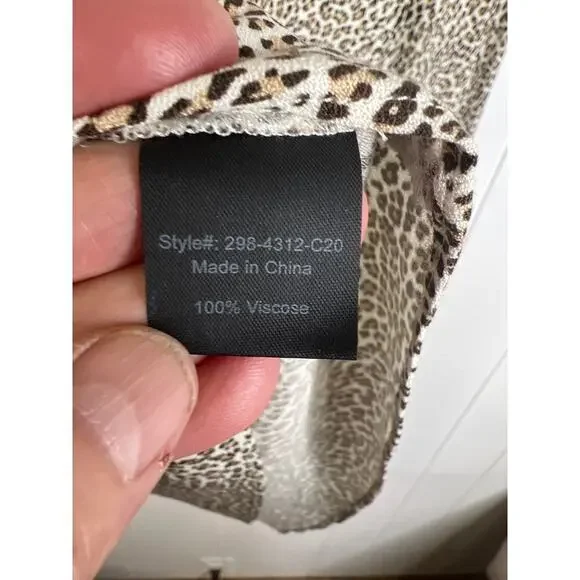 Style#: 298-4312-C20
Made in China
100% Viscose